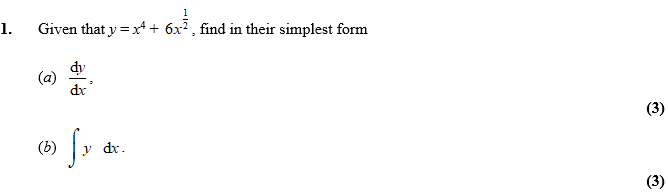 1. Given that y = x⁴ + 6x^(1/2), find in their simplest form
(a) dy/dx,
(3)
(b) ∫ y dx.
(3)